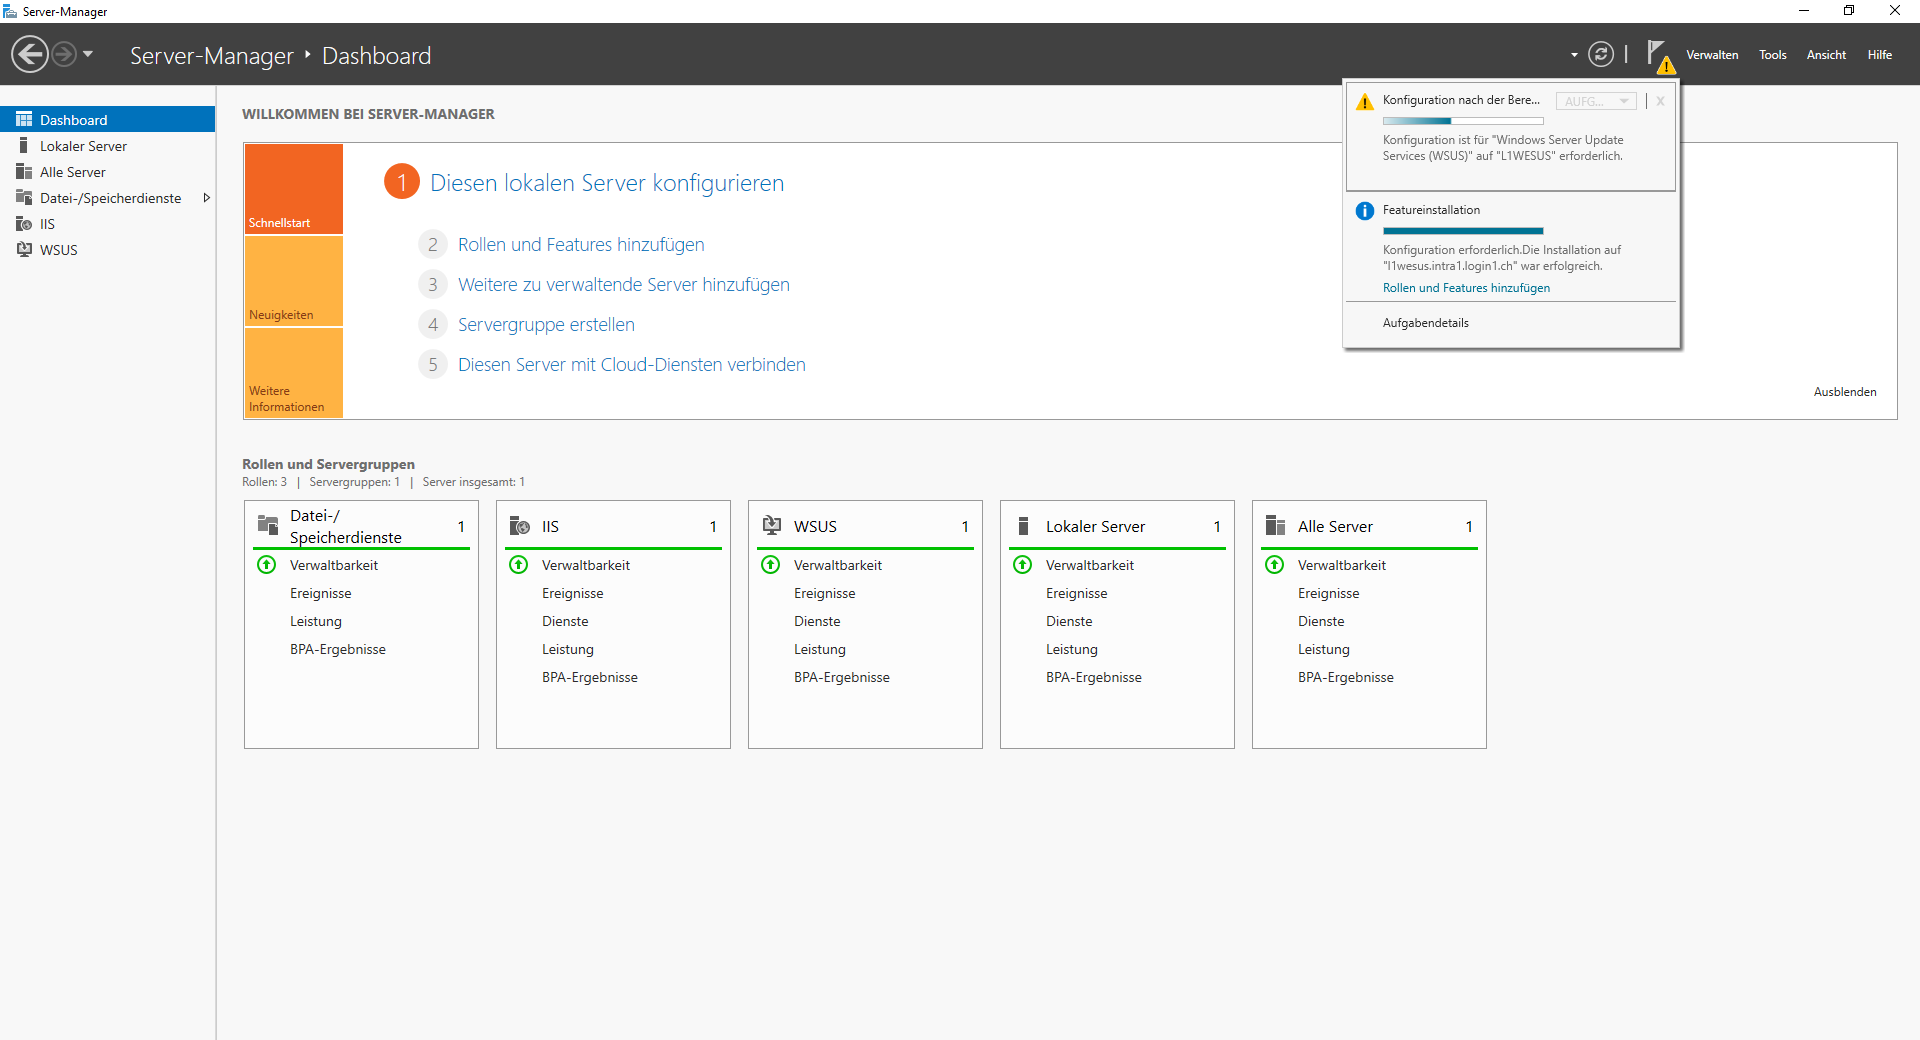 Server-Manager
Server-Manager ‣ Dashboard
Verwalten Tools Ansicht Hilfe
Dashboard
Lokaler Server
Alle Server
Datei-/Speicherdienste
IIS
WSUS
WILLKOMMEN BEI SERVER-MANAGER
Schnellstart
Neuigkeiten
Weitere
Informationen
1 Diesen lokalen Server konfigurieren
2 Rollen und Features hinzufügen
3 Weitere zu verwaltende Server hinzufügen
4 Servergruppe erstellen
5 Diesen Server mit Cloud-Diensten verbinden
Ausblenden
Konfiguration nach der Bere... AUFG... X
Konfiguration ist für "Windows Server Update
Services (WSUS)" auf "L1WESUS" erforderlich.
Featureinstallation
Konfiguration erforderlich.Die Installation auf
"l1wesus.intra1.login1.ch" war erfolgreich.
Rollen und Features hinzufügen
Aufgabendetails
Rollen und Servergruppen
Rollen: 3 | Servergruppen: 1 | Server insgesamt: 1
Datei-/
Speicherdienste 1
Verwaltbarkeit
Ereignisse
Leistung
BPA-Ergebnisse
IIS 1
Verwaltbarkeit
Ereignisse
Dienste
Leistung
BPA-Ergebnisse
WSUS 1
Verwaltbarkeit
Ereignisse
Dienste
Leistung
BPA-Ergebnisse
Lokaler Server 1
Verwaltbarkeit
Ereignisse
Dienste
Leistung
BPA-Ergebnisse
Alle Server 1
Verwaltbarkeit
Ereignisse
Dienste
Leistung
BPA-Ergebnisse